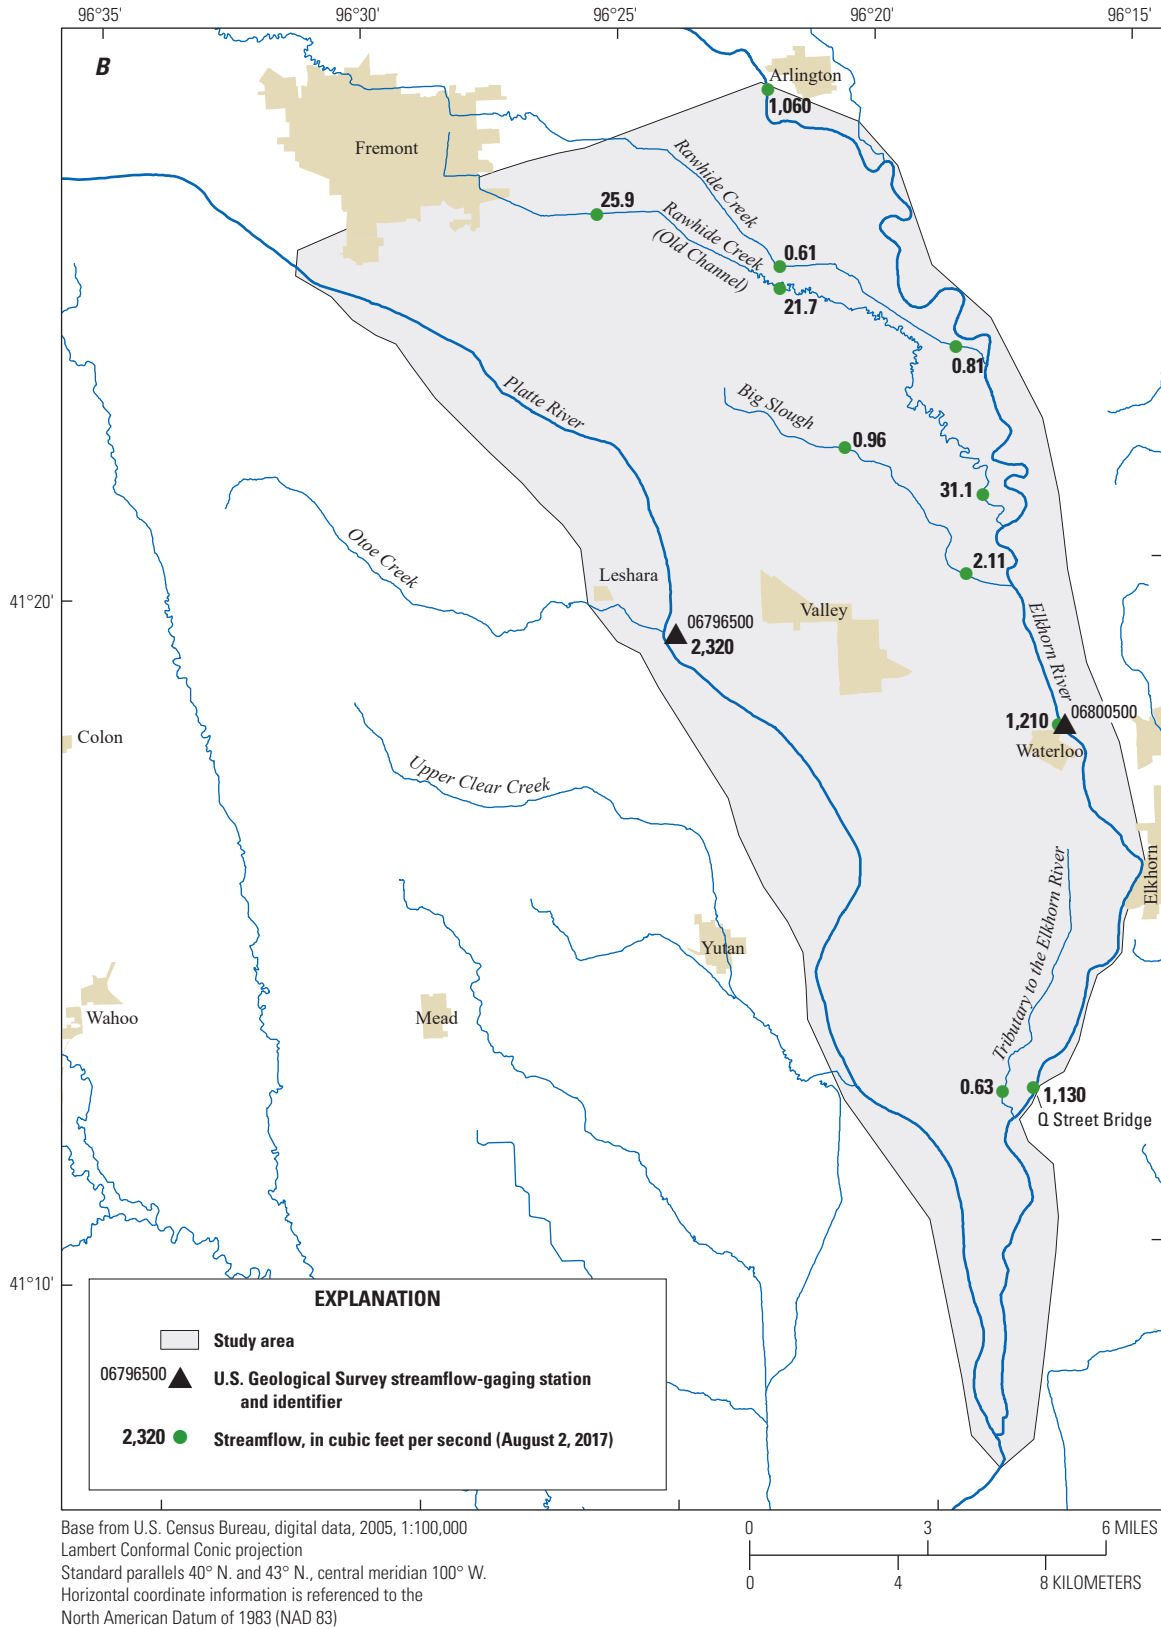 96°35'
96°30'
96°25'
96°20'
96°15'
B
Arlington
1,060
Fremont
Rawhide Creek
25.9
Rawhide Creek
(Old Channel)
0.61
21.7
0.81
Platte River
Big Slough
0.96
31.1
Otoe Creek
2.11
Leshara
41°20'
Valley
Elkhorn River
06796500
2,320
06800500
1,210
Waterloo
Colon
Upper Clear Creek
Elkhorn
Tributary to the Elkhorn River
Yutan
Wahoo
Mead
0.63
1,130
Q Street Bridge
41°10'
EXPLANATION
Study area
06796500
U.S. Geological Survey streamflow-gaging station
and identifier
2,320
Streamflow, in cubic feet per second (August 2, 2017)
Base from U.S. Census Bureau, digital data, 2005, 1:100,000
Lambert Conformal Conic projection
Standard parallels 40° N. and 43° N., central meridian 100° W.
Horizontal coordinate information is referenced to the
North American Datum of 1983 (NAD 83)
0 3 6 MILES
0 4 8 KILOMETERS